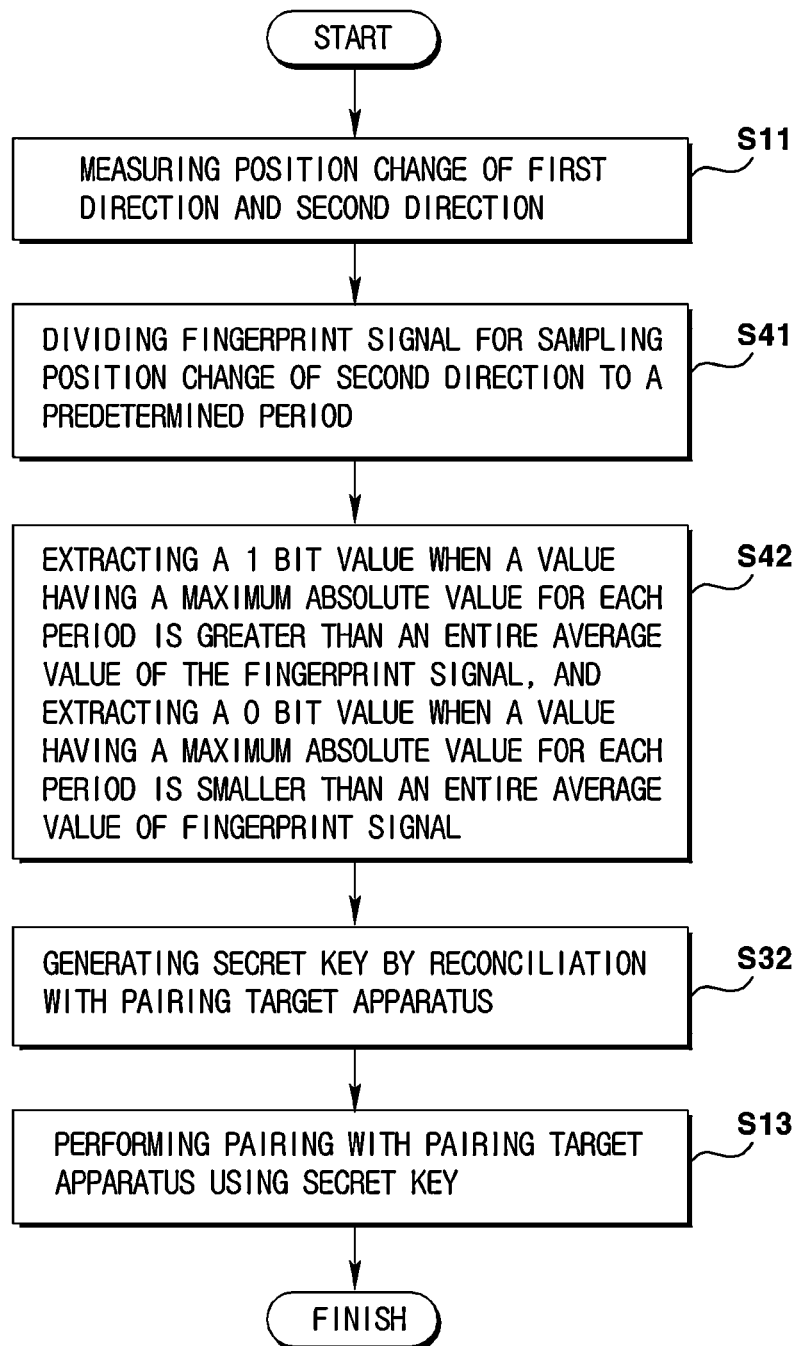 START
S11
MEASURING POSITION CHANGE OF FIRST
DIRECTION AND SECOND DIRECTION
S41
DIVIDING FINGERPRINT SIGNAL FOR SAMPLING
POSITION CHANGE OF SECOND DIRECTION TO A
PREDETERMINED PERIOD
S42
EXTRACTING A 1 BIT VALUE WHEN A VALUE
HAVING A MAXIMUM ABSOLUTE VALUE FOR EACH
PERIOD IS GREATER THAN AN ENTIRE AVERAGE
VALUE OF THE FINGERPRINT SIGNAL, AND
EXTRACTING A 0 BIT VALUE WHEN A VALUE
HAVING A MAXIMUM ABSOLUTE VALUE FOR EACH
PERIOD IS SMALLER THAN AN ENTIRE AVERAGE
VALUE OF FINGERPRINT SIGNAL
S32
GENERATING SECRET KEY BY RECONCILIATION
WITH PAIRING TARGET APPARATUS
S13
PERFORMING PAIRING WITH PAIRING TARGET
APPARATUS USING SECRET KEY
FINISH